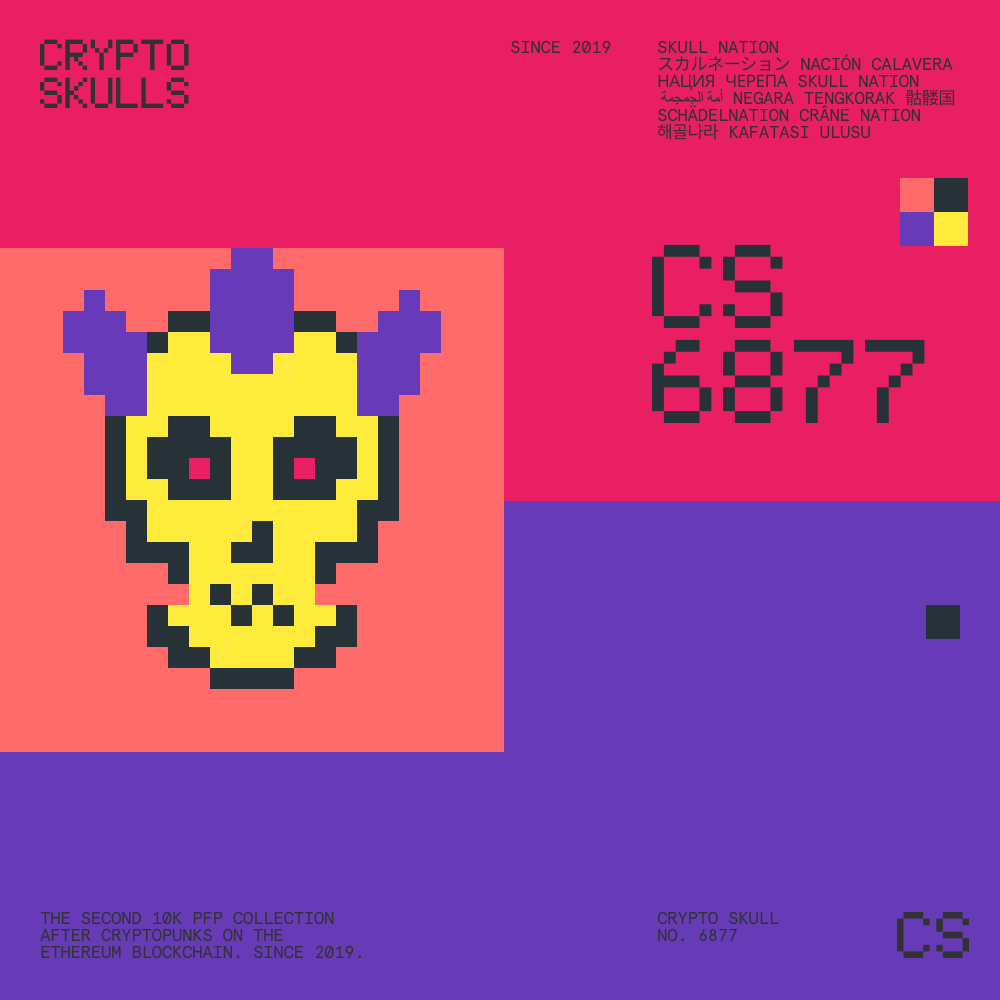 CRYPTO
SKULLS
SINCE 2019
SKULL NATION
スカルネーション NACIÓN CALAVERA
НАЦИЯ ЧЕРЕПА SKULL NATION
أمة الجمجمة NEGARA TENGKORAK 骷髅国
SCHÄDELNATION CRÂNE NATION
해골나라 KAFATASI ULUSU
CS
6877
THE SECOND 10K PFP COLLECTION
AFTER CRYPTOPUNKS ON THE
ETHEREUM BLOCKCHAIN. SINCE 2019.
CRYPTO SKULL
NO. 6877
CS